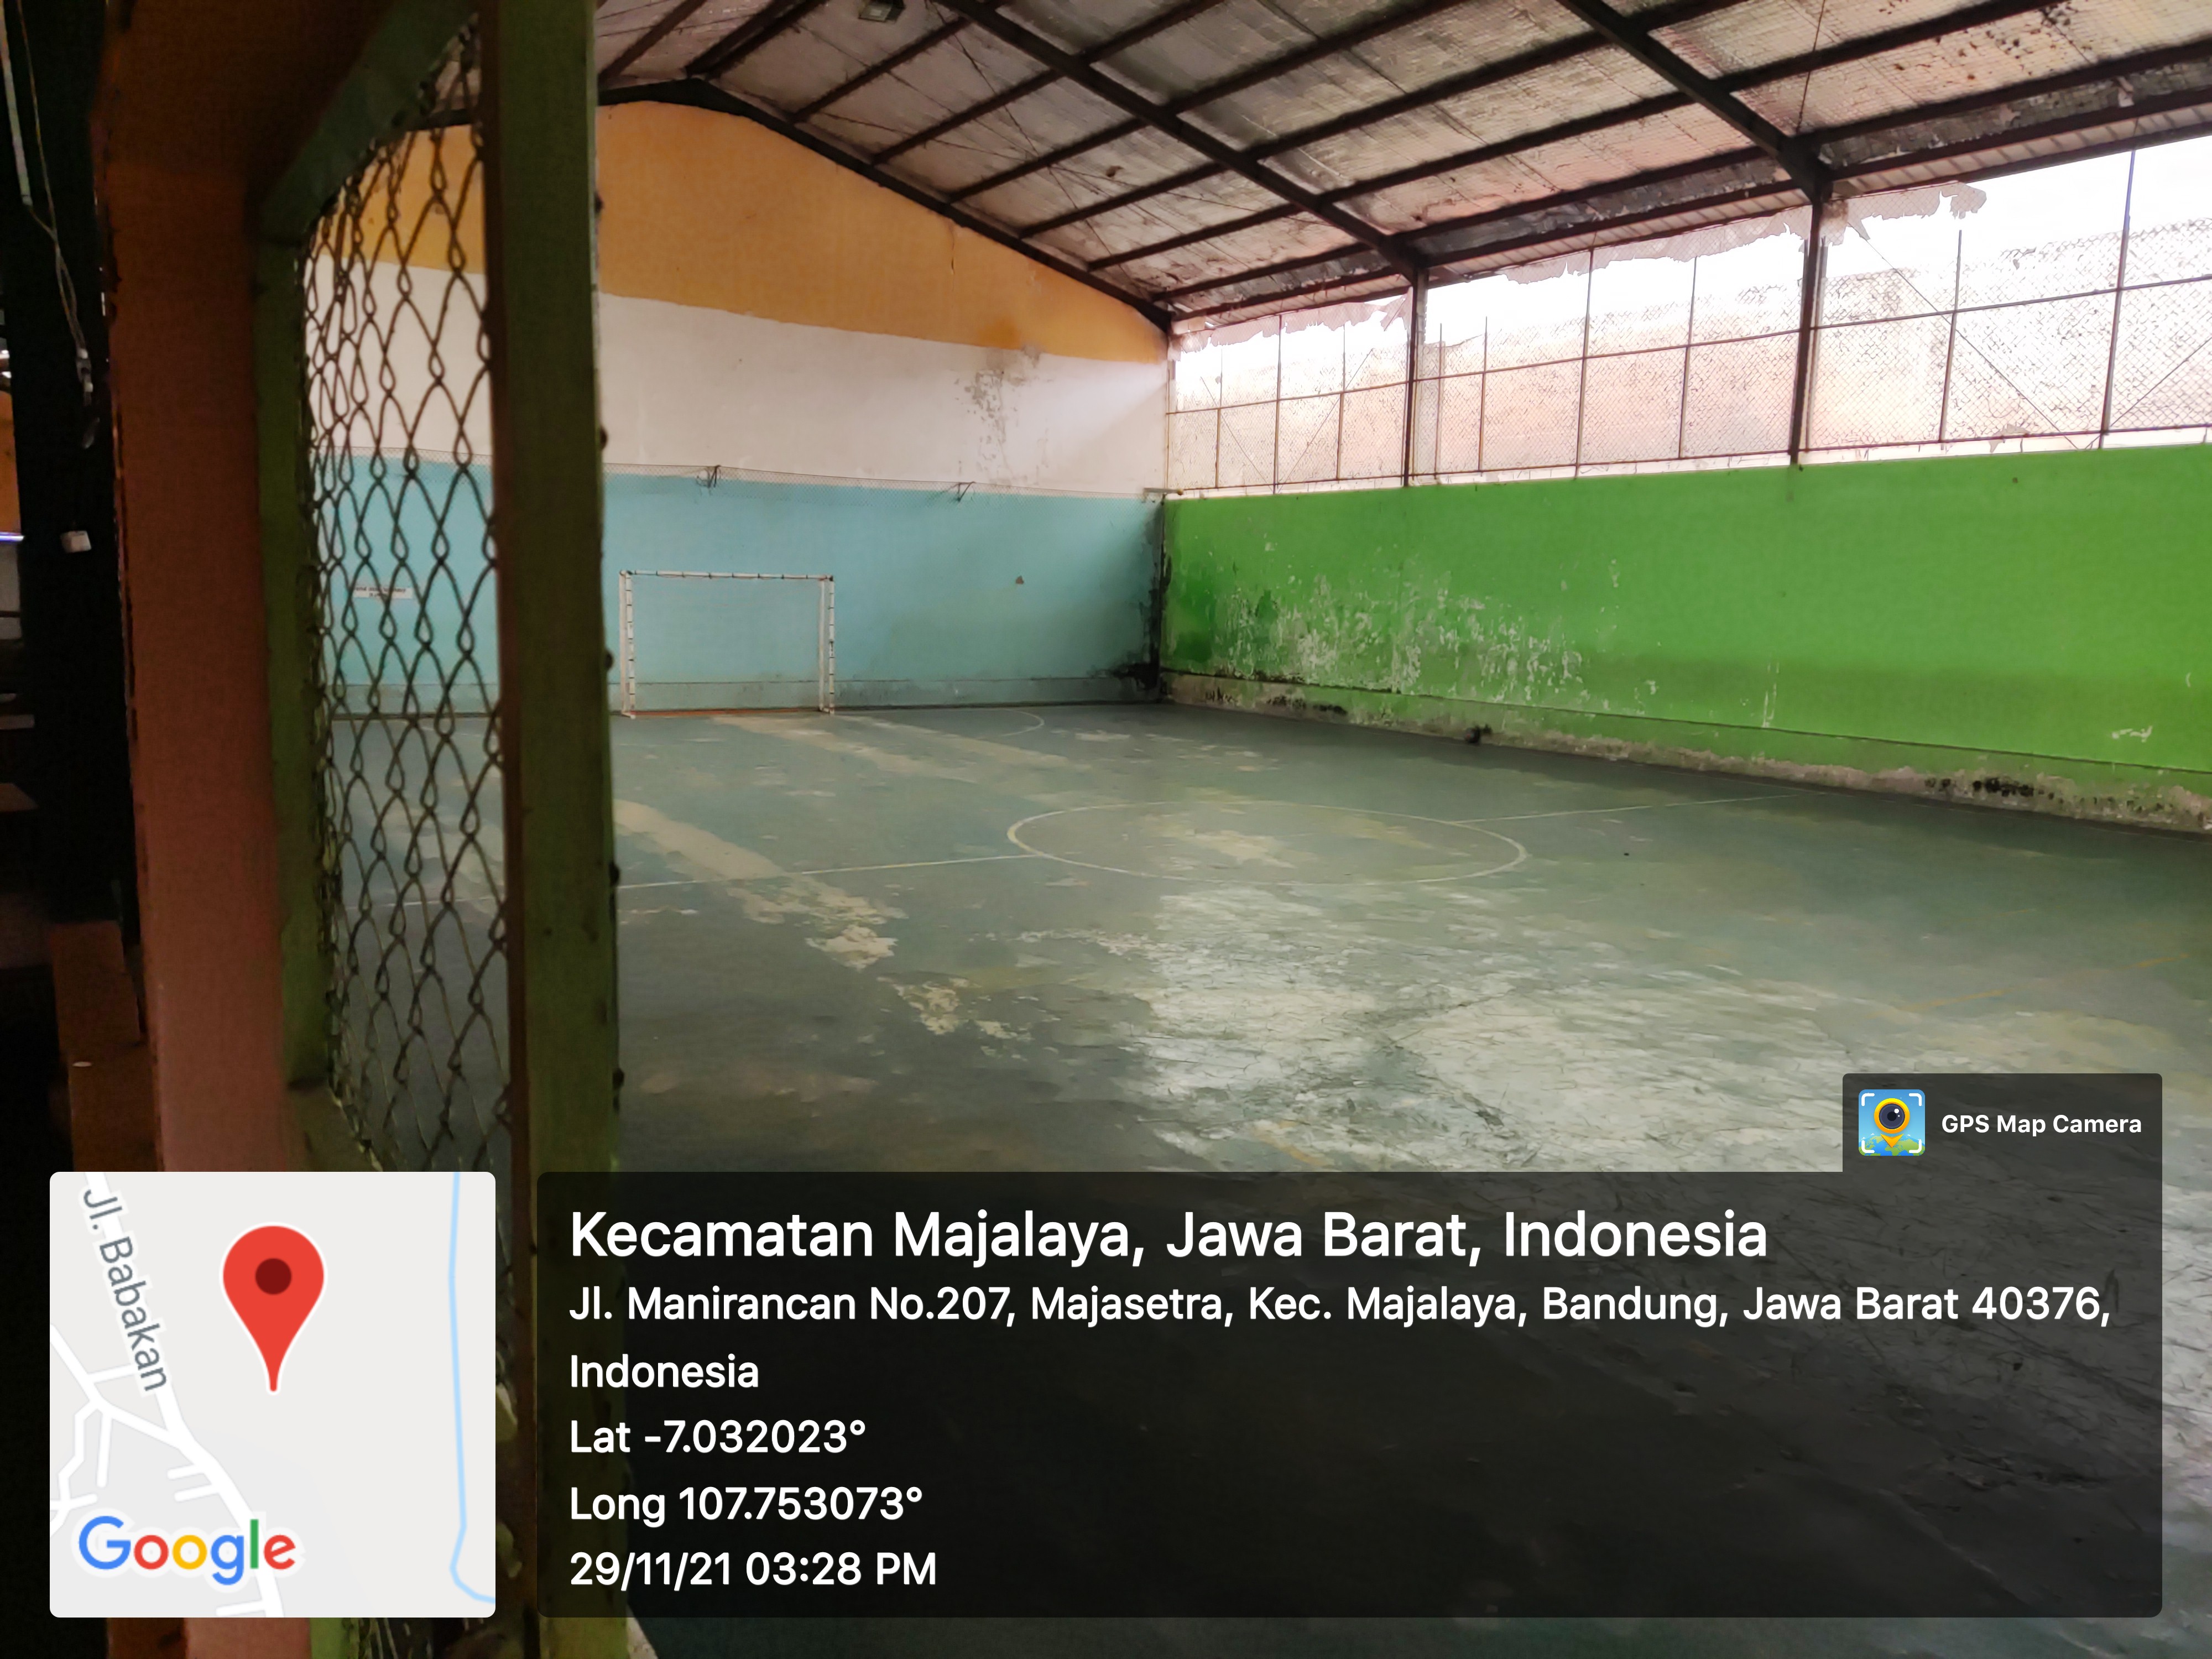 GPS Map Camera
Jl. Babakan
Google
Kecamatan Majalaya, Jawa Barat, Indonesia
Jl. Manirancan No.207, Majasetra, Kec. Majalaya, Bandung, Jawa Barat 40376,
Indonesia
Lat -7.032023°
Long 107.753073°
29/11/21 03:28 PM